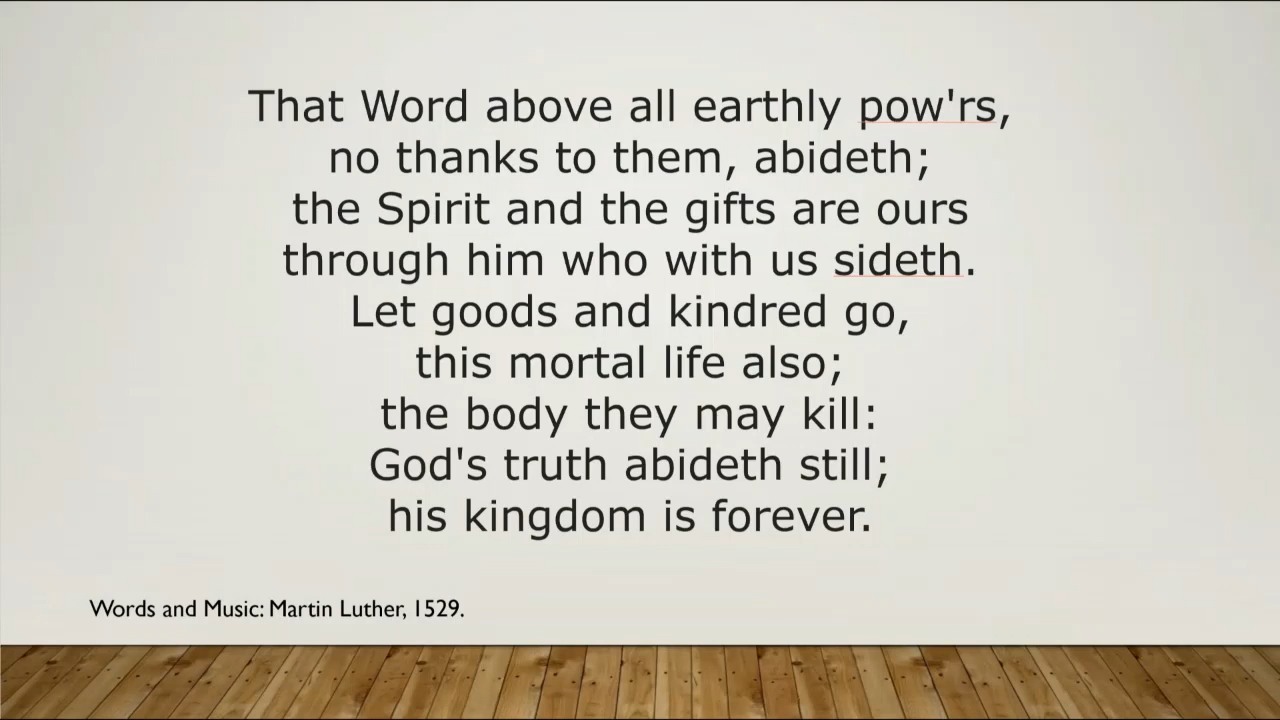 That Word above all earthly pow'rs,
no thanks to them, abideth;
the Spirit and the gifts are ours
through him who with us sideth.
Let goods and kindred go,
this mortal life also;
the body they may kill:
God's truth abideth still;
his kingdom is forever.
Words and Music: Martin Luther, 1529.